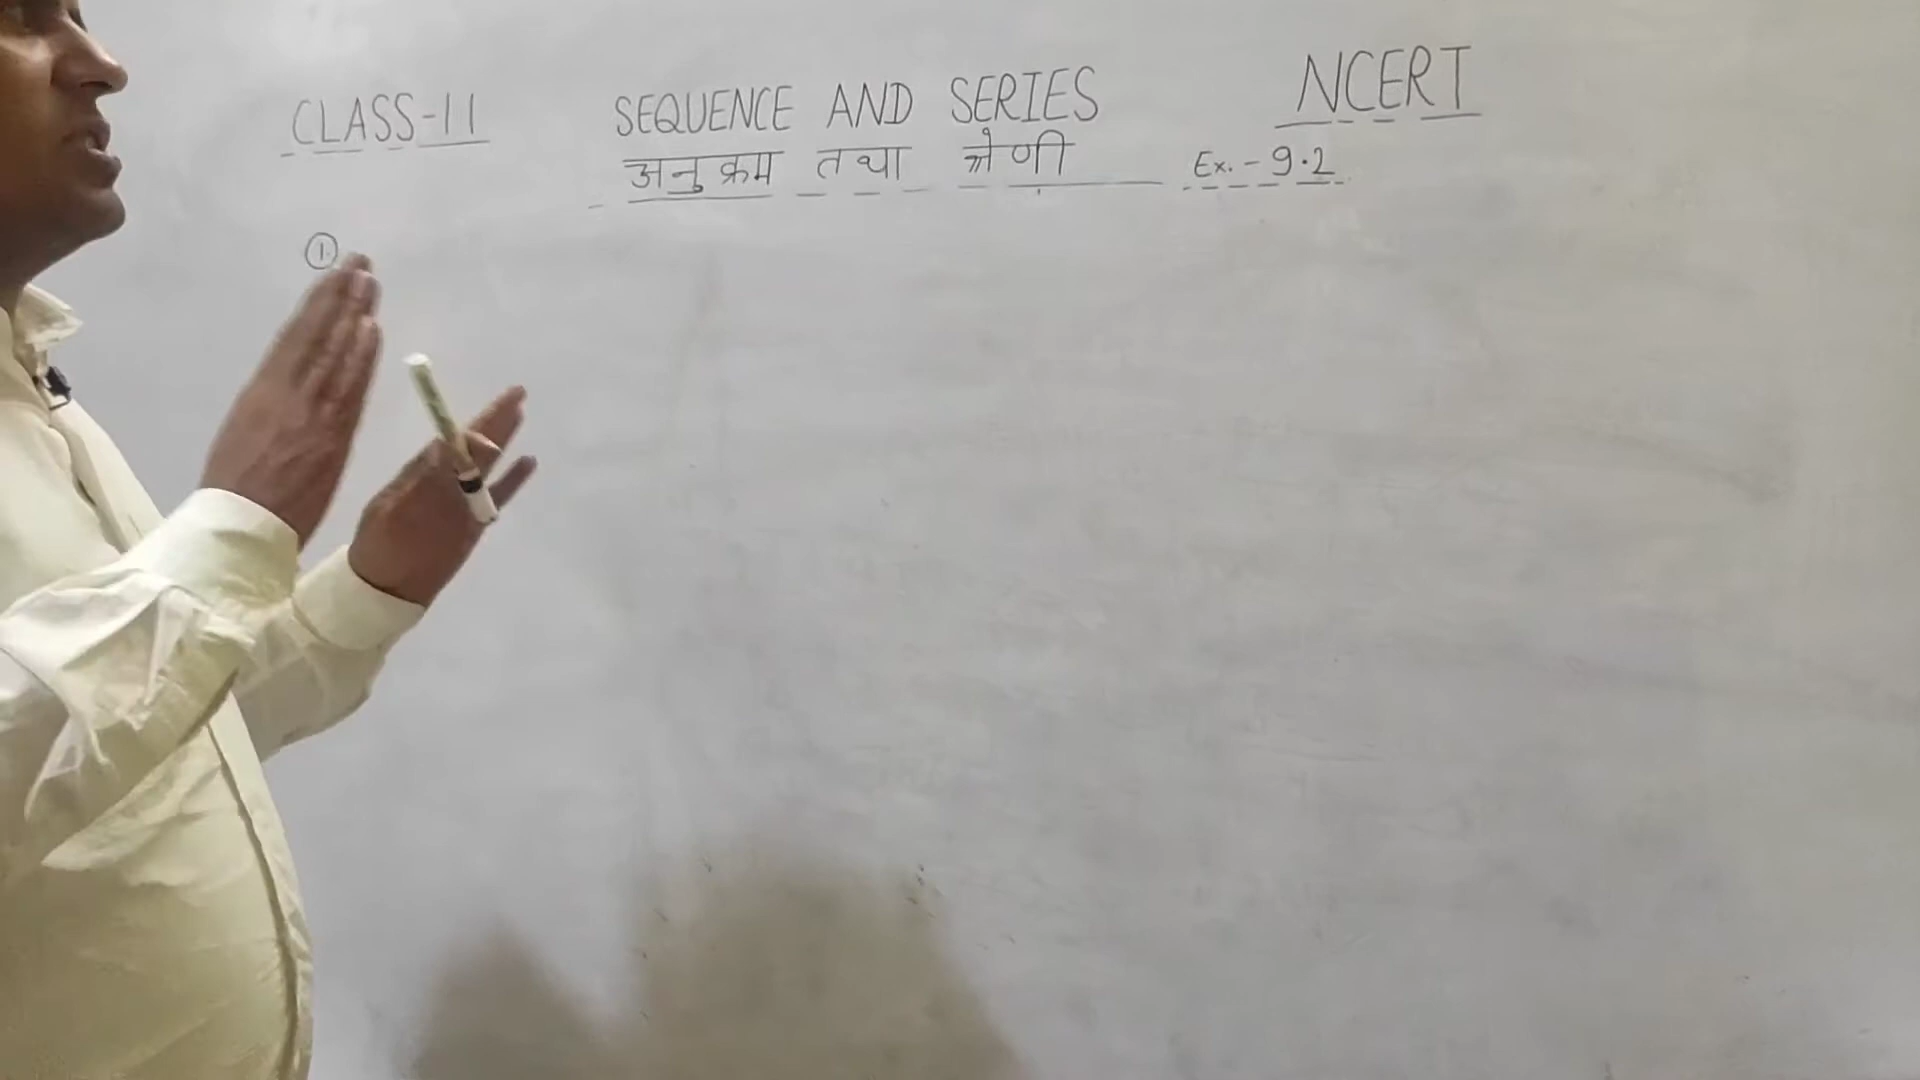 CLASS-11 SEQUENCE AND SERIES NCERT
अनुक्रम तथा श्रेणी Ex. - 9.2
1.